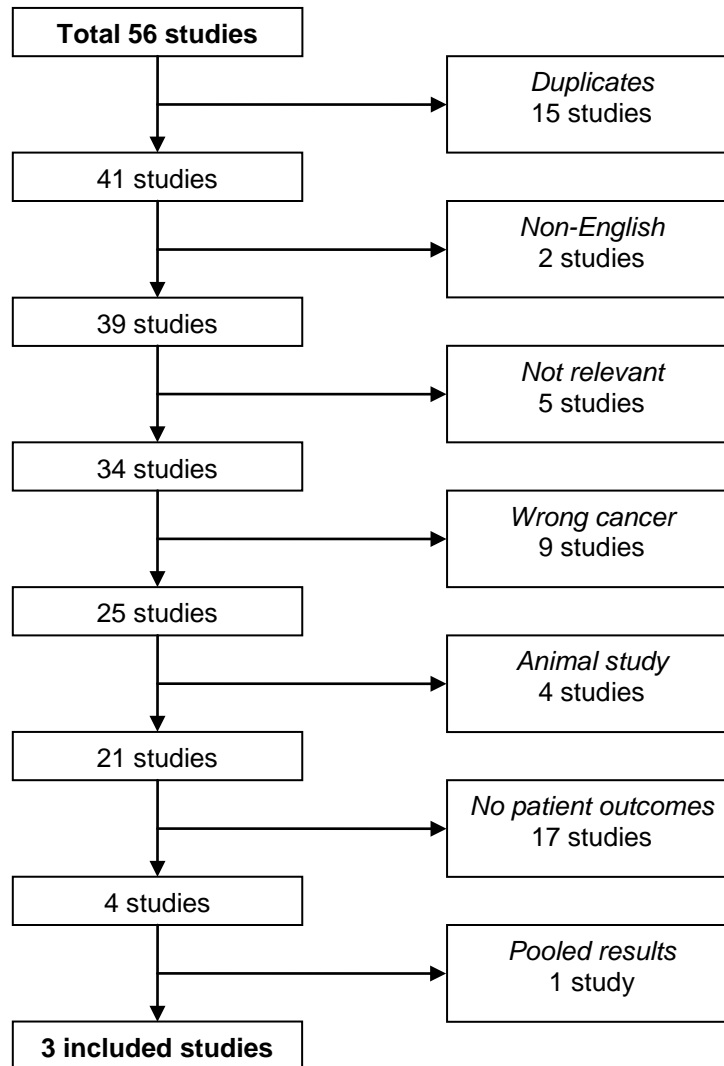 Total 56 studies
Duplicates
15 studies
41 studies
Non-English
2 studies
39 studies
Not relevant
5 studies
34 studies
Wrong cancer
9 studies
25 studies
Animal study
4 studies
21 studies
No patient outcomes
17 studies
4 studies
Pooled results
1 study
3 included studies